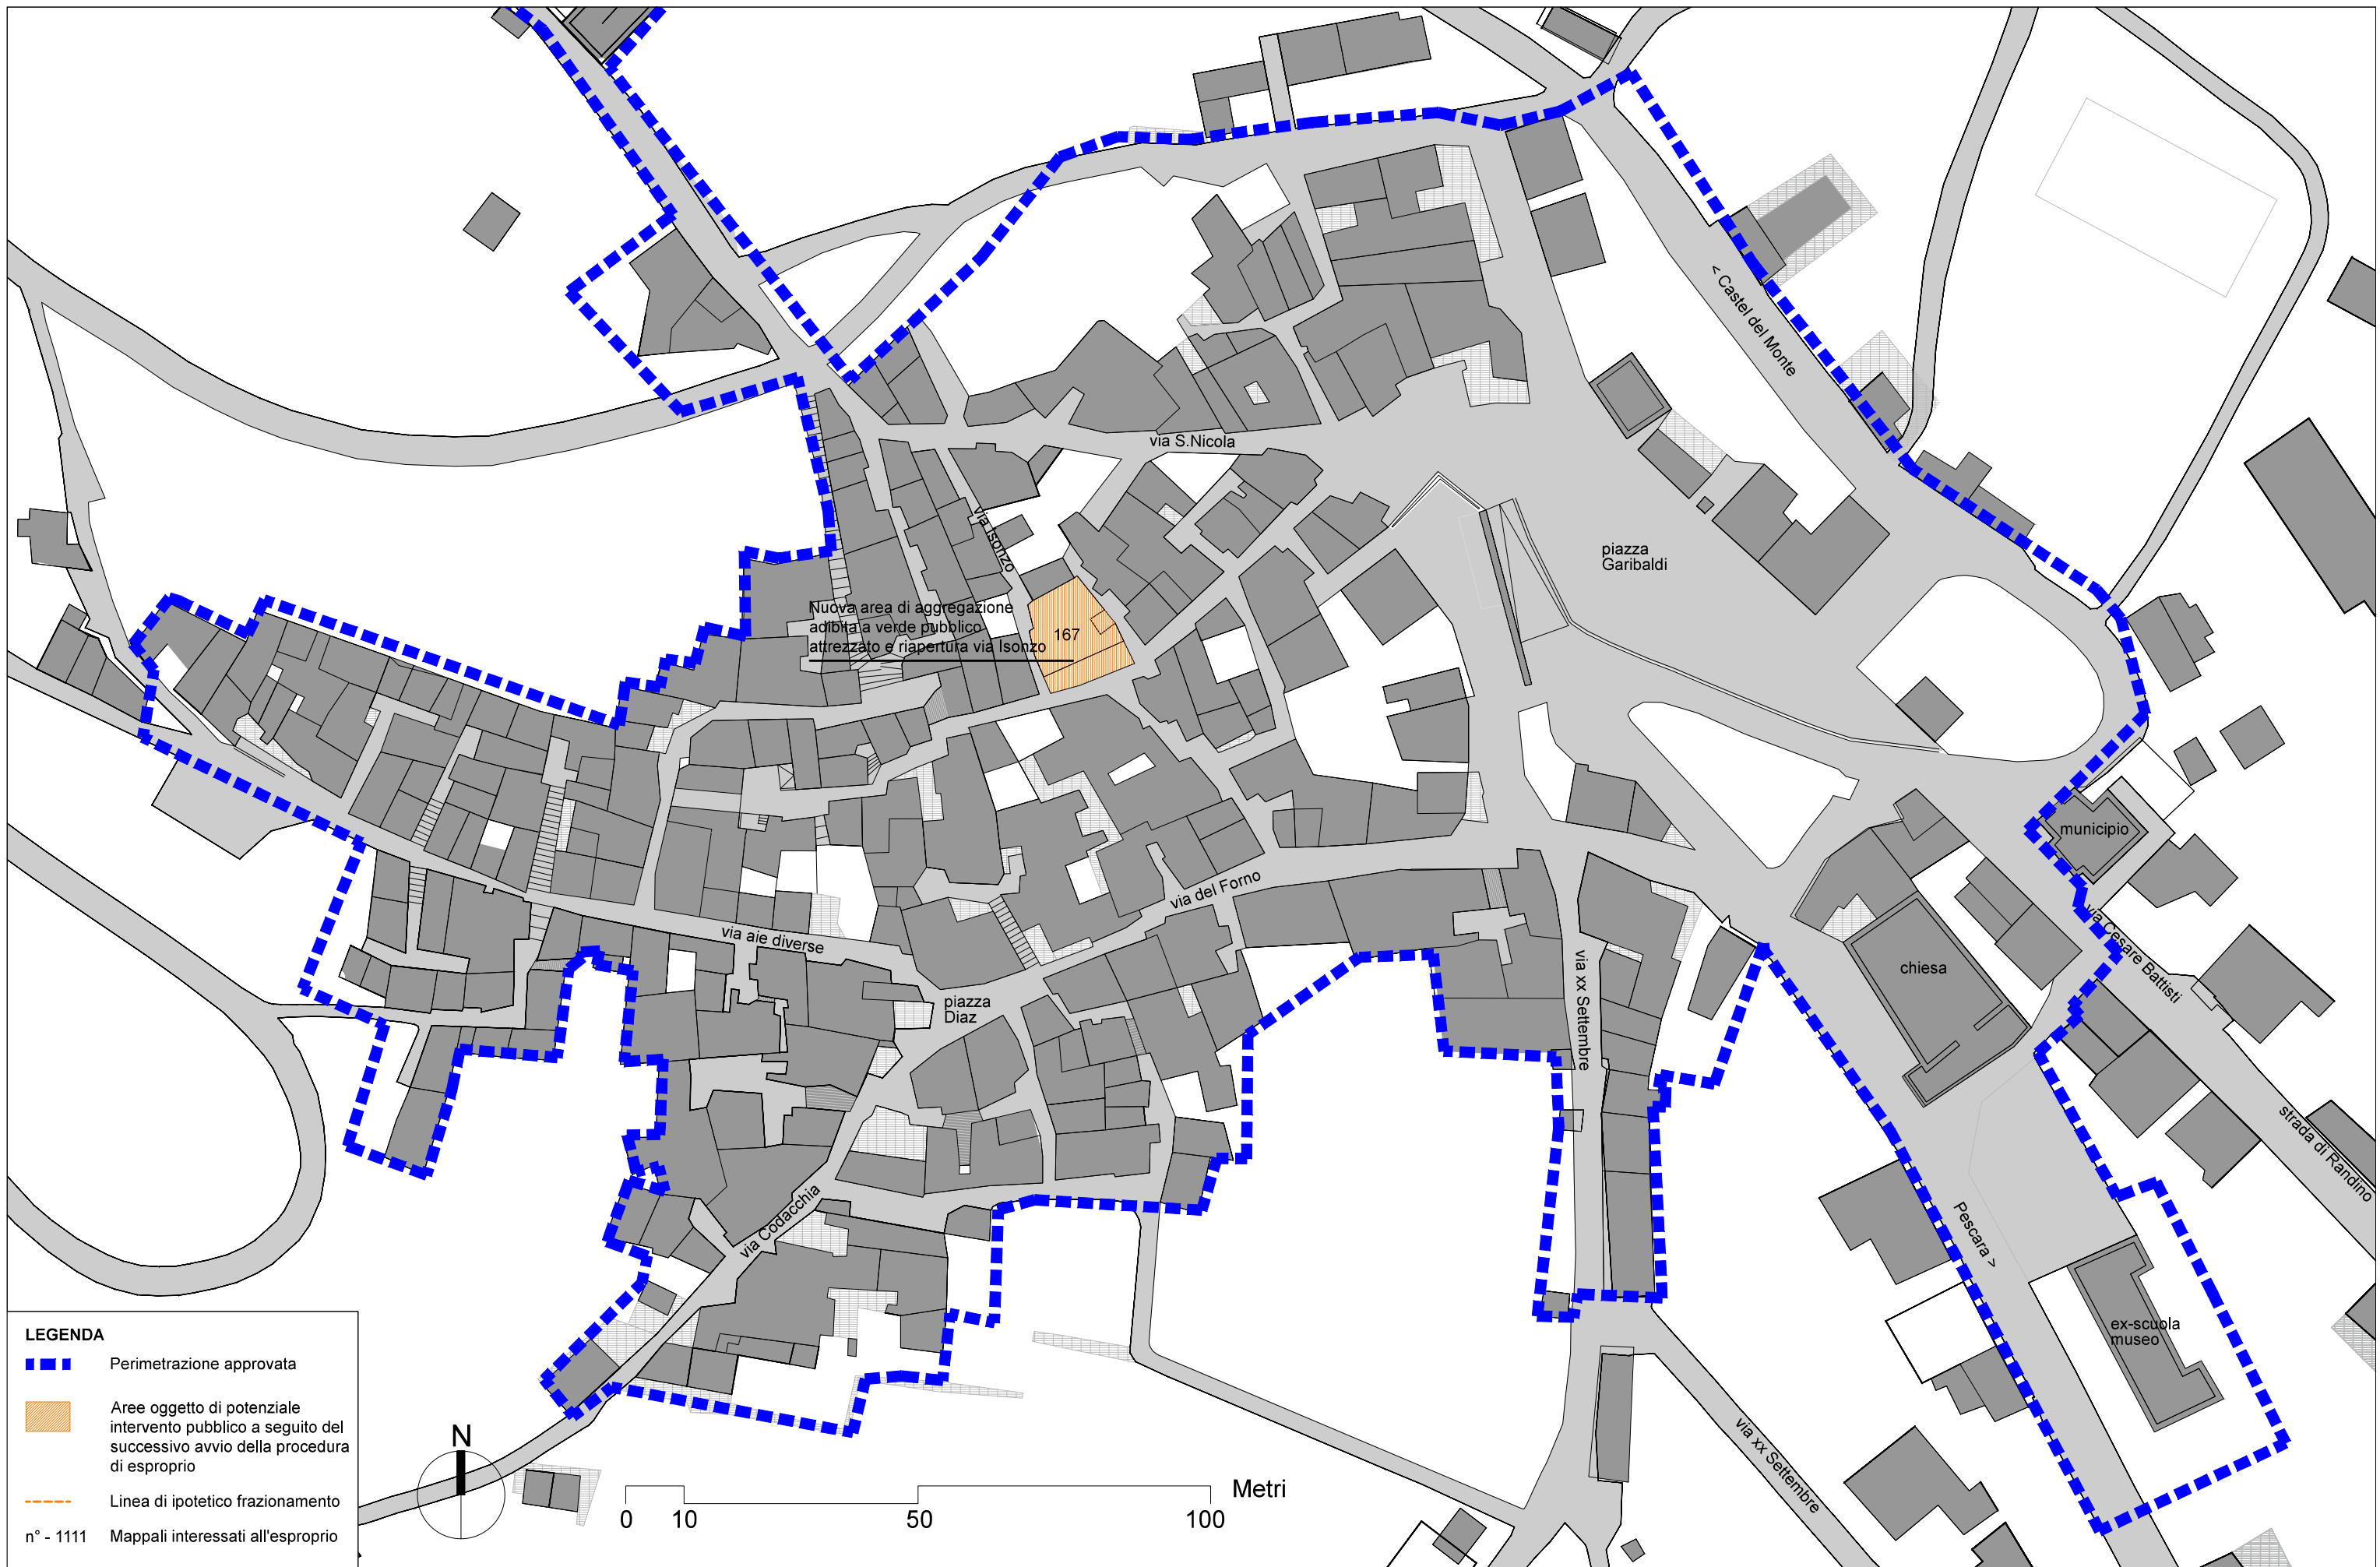 < Castel del Monte
via S.Nicola
via Isonzo
piazza
Garibaldi
Nuova area di aggregazione
adibita a verde pubblico
attrezzato e riapertura via Isonzo
167
municipio
via del Forno
via aie diverse
via Cesare Battisti
chiesa
piazza
Diaz
via xx Settembre
strada di Randino
via Codacchia
Pescara >
ex-scuola
museo
via xx Settembre
LEGENDA
Perimetrazione approvata
Aree oggetto di potenziale
intervento pubblico a seguito del
successivo avvio della procedura
di esproprio
Linea di ipotetico frazionamento
n° - 1111 Mappali interessati all'esproprio
N
Metri
0 10 50 100